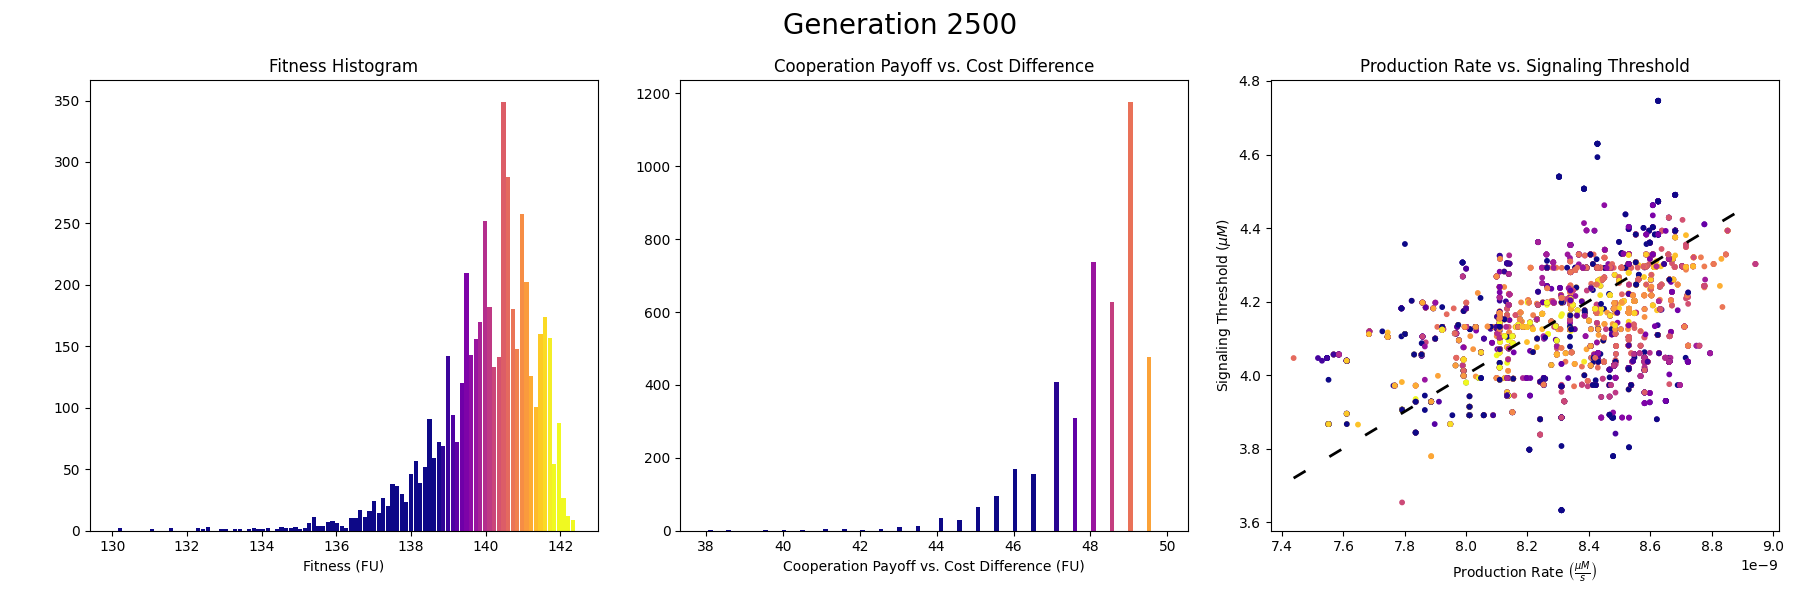 Generation 2500
Fitness Histogram
350
300
250
200
150
100
50
0
130 132 134 136 138 140 142
Fitness (FU)
Cooperation Payoff vs. Cost Difference
1200
1000
800
600
400
200
0
38 40 42 44 46 48 50
Cooperation Payoff vs. Cost Difference (FU)
Production Rate vs. Signaling Threshold
Signaling Threshold (μM)
4.8
4.6
4.4
4.2
4.0
3.8
3.6
7.4 7.6 7.8 8.0 8.2 8.4 8.6 8.8 9.0
1e−9
Production Rate (μM/s)